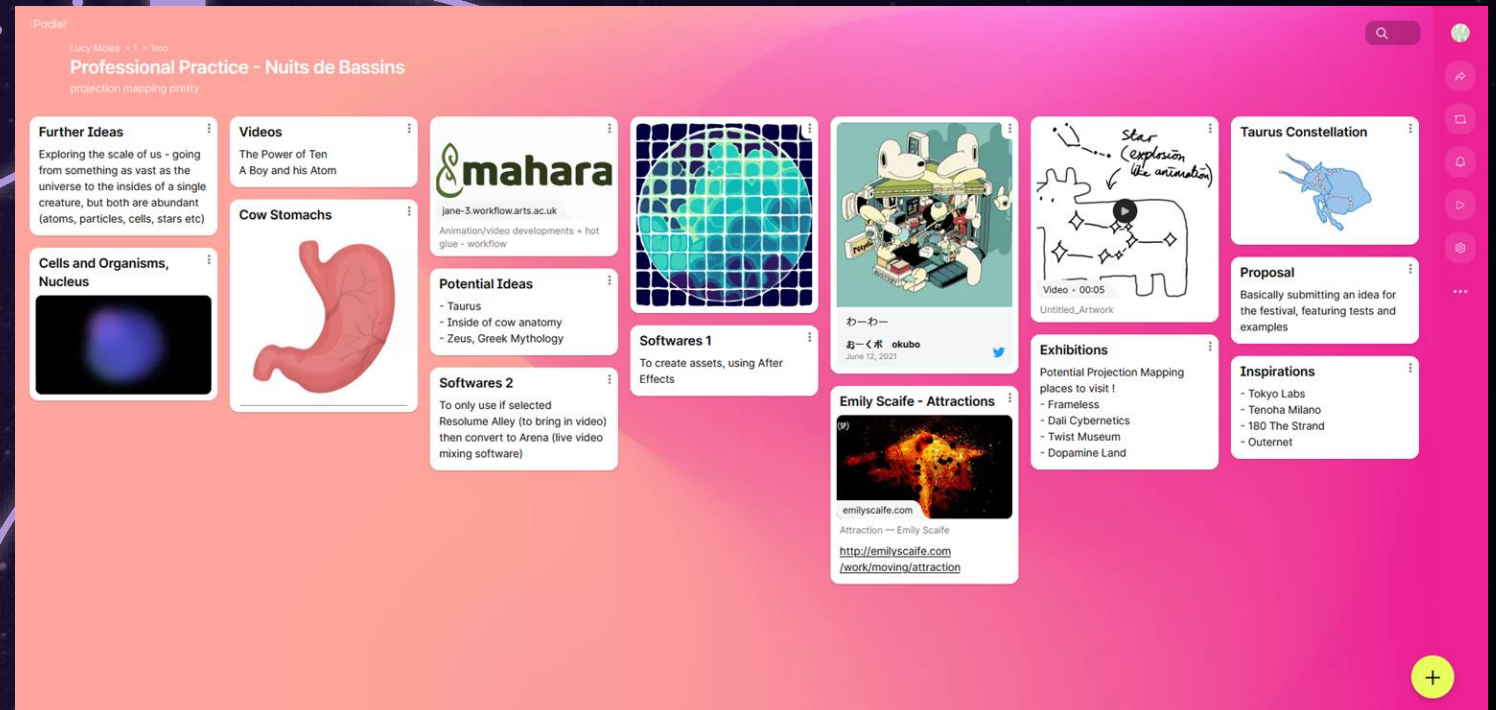 :Padlet
Lucy Moles • 1 • 1mo
Professional Practice - Nuits de Bassins
projection mapping pretty
Further Ideas
Exploring the scale of us - going
from something as vast as the
universe to the insides of a single
creature, but both are abundant
(atoms, particles, cells, stars etc)
Cells and Organisms,
Nucleus
Videos
The Power of Ten
A Boy and his Atom
Cow Stomachs
mahara
jane-3.workflow.arts.ac.uk
Animation/video developments + hot
glue - workflow
Potential Ideas
- Taurus
- Inside of cow anatomy
- Zeus, Greek Mythology
Softwares 2
To only use if selected
Resolume Alley (to bring in video)
then convert to Arena (live video
mixing software)
Softwares 1
To create assets, using After
Effects
わーわー
おーくボ okubo
June 12, 2021
Emily Scaife - Attractions
emilyscaife.com
Attraction — Emily Scaife
http://emilyscaife.com
/work/moving/attraction
star
(explosion
like animation)
Video • 00:05
Untitled_Artwork
Exhibitions
Potential Projection Mapping
places to visit !
- Frameless
- Dali Cybernetics
- Twist Museum
- Dopamine Land
Taurus Constellation
Proposal
Basically submitting an idea for
the festival, featuring tests and
examples
Inspirations
- Tokyo Labs
- Tenoha Milano
- 180 The Strand
- Outernet